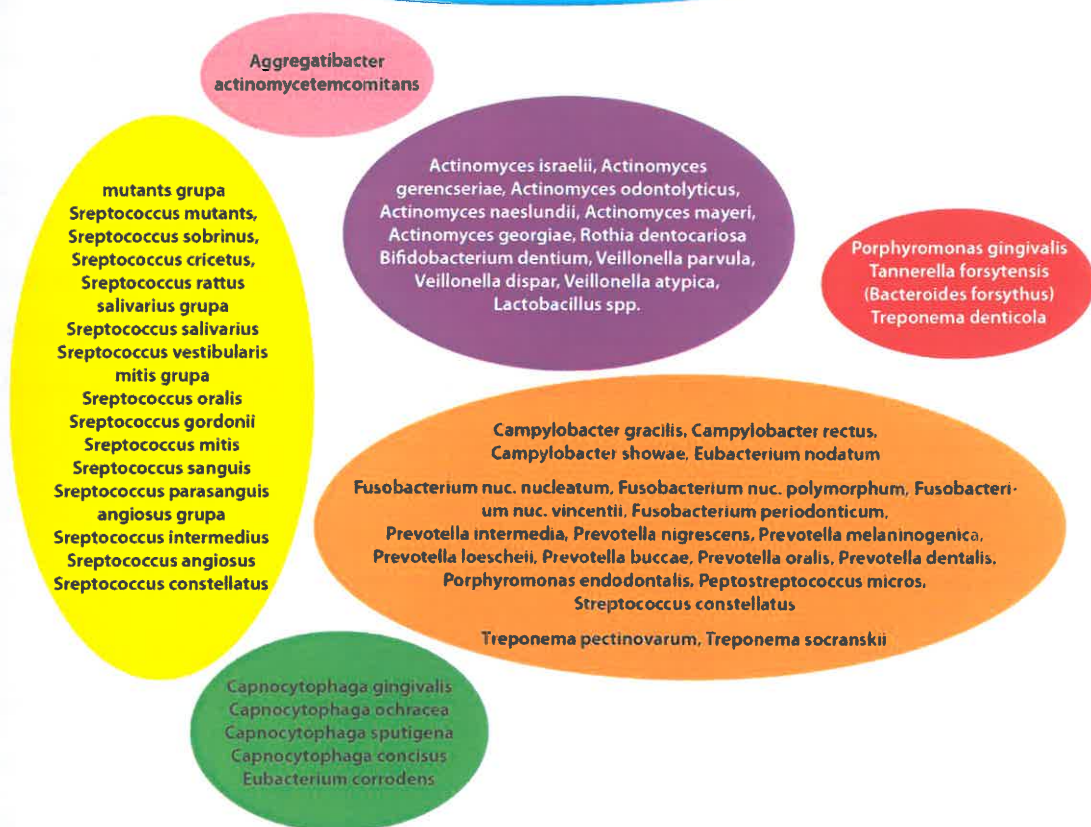 Aggregatibacter
actinomycetemcomitans
Actinomyces israelii, Actinomyces
gerencseriae, Actinomyces odontolyticus,
Actinomyces naeslundii, Actinomyces mayeri,
Actinomyces georgiae, Rothia dentocariosa
Bifidobacterium dentium, Veillonella parvula,
Veillonella dispar, Veillonella atypica,
Lactobacillus spp.
mutants grupa
Sreptococcus mutants,
Sreptococcus sobrinus,
Sreptococcus cricetus,
Sreptococcus rattus
salivarius grupa
Sreptococcus salivarius
Sreptococcus vestibularis
mitis grupa
Sreptococcus oralis
Sreptococcus gordonii
Sreptococcus mitis
Sreptococcus sanguis
Sreptococcus parasanguis
angiosus grupa
Sreptococcus intermedius
Sreptococcus angiosus
Sreptococcus constellatus
Porphyromonas gingivalis
Tannerella forsytensis
(Bacteroides forsythus)
Treponema denticola
Campylobacter gracilis, Campylobacter rectus,
Campylobacter showae, Eubacterium nodatum
Fusobacterium nuc. nucleatum, Fusobacterium nuc. polymorphum, Fusobacteri-
um nuc. vincentii, Fusobacterium periodonticum,
Prevotella intermedia, Prevotella nigrescens, Prevotella melaninogenica,
Prevotella loescheii, Prevotella buccae, Prevotella oralis, Prevotella dentalis,
Porphyromonas endodontalis, Peptostreptococcus micros,
Streptococcus constellatus
Treponema pectinovarum, Treponema socranskii
Capnocytophaga gingivalis
Capnocytophaga ochracea
Capnocytophaga sputigena
Capnocytophaga concisus
Eubacterium corrodens